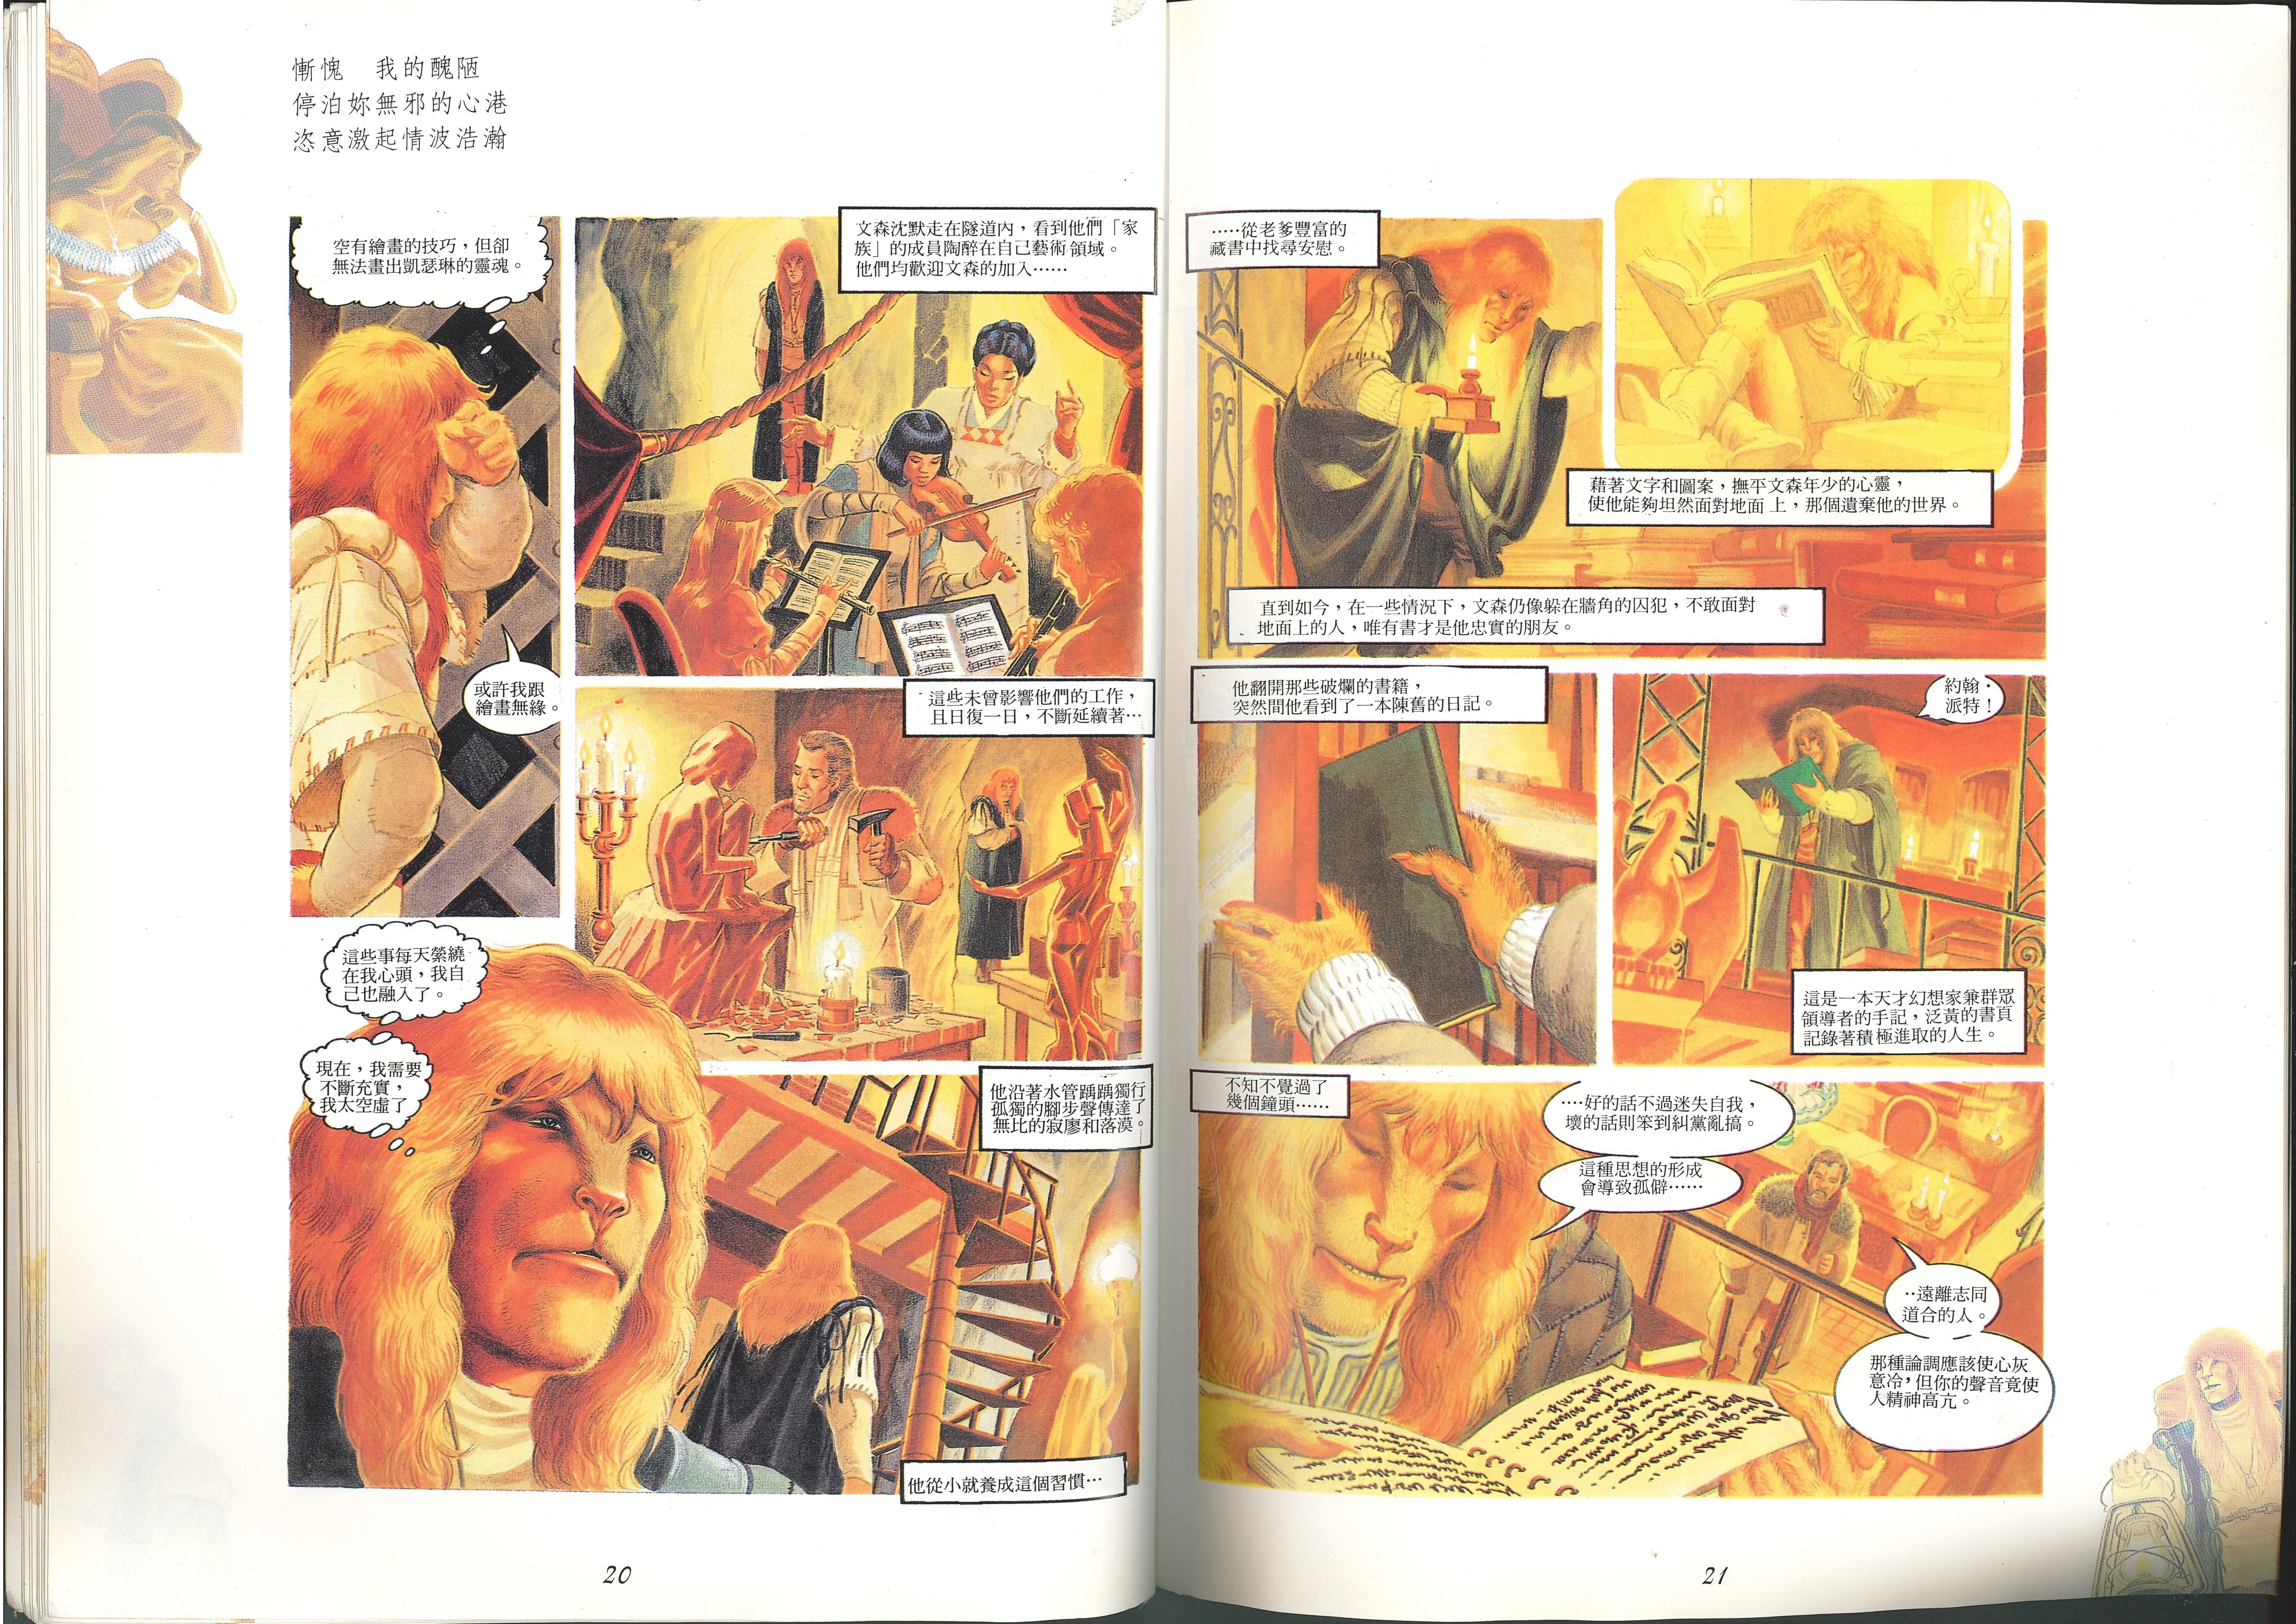 慚愧　我的醜陋
停泊妳無邪的心港
恣意激起情波浩瀚
空有繪畫的技巧，但卻
無法畫出凱瑟琳的靈魂。
或許我跟
繪畫無緣。
文森沈默走在隧道內，看到他們「家
族」的成員陶醉在自己藝術領域。
他們均歡迎文森的加入……
這些未曾影響他們的工作，
且日復一日，不斷延續著…
這些事每天縈繞
在我心頭，我自
己也融入了。
現在，我需要
不斷充實，
我太空虛了
他沿著水管踽踽獨行
孤獨的腳步聲傳達了
無比的寂廖和落漠。
他從小就養成這個習慣…
20
‧‧‧‧‧從老爹豐富的
藏書中找尋安慰。
藉著文字和圖案，撫平文森年少的心靈，
使他能夠坦然面對地面上，那個遺棄他的世界。
直到如今，在一些情況下，文森仍像躲在牆角的囚犯，不敢面對
地面上的人，唯有書才是他忠實的朋友。
他翻開那些破爛的書籍，
突然間他看到了一本陳舊的日記。
約翰‧
派特！
這是一本天才幻想家兼群眾
領導者的手記，泛黃的書頁
記錄著積極進取的人生。
不知不覺過了
幾個鐘頭……
‧‧‧‧好的話不過迷失自我，
壞的話則笨到糾黨亂搞。
這種思想的形成
會導致孤僻……
‧‧遠離志同
道合的人。
那種論調應該使心灰
意冷，但你的聲音竟使
人精神高亢。
21